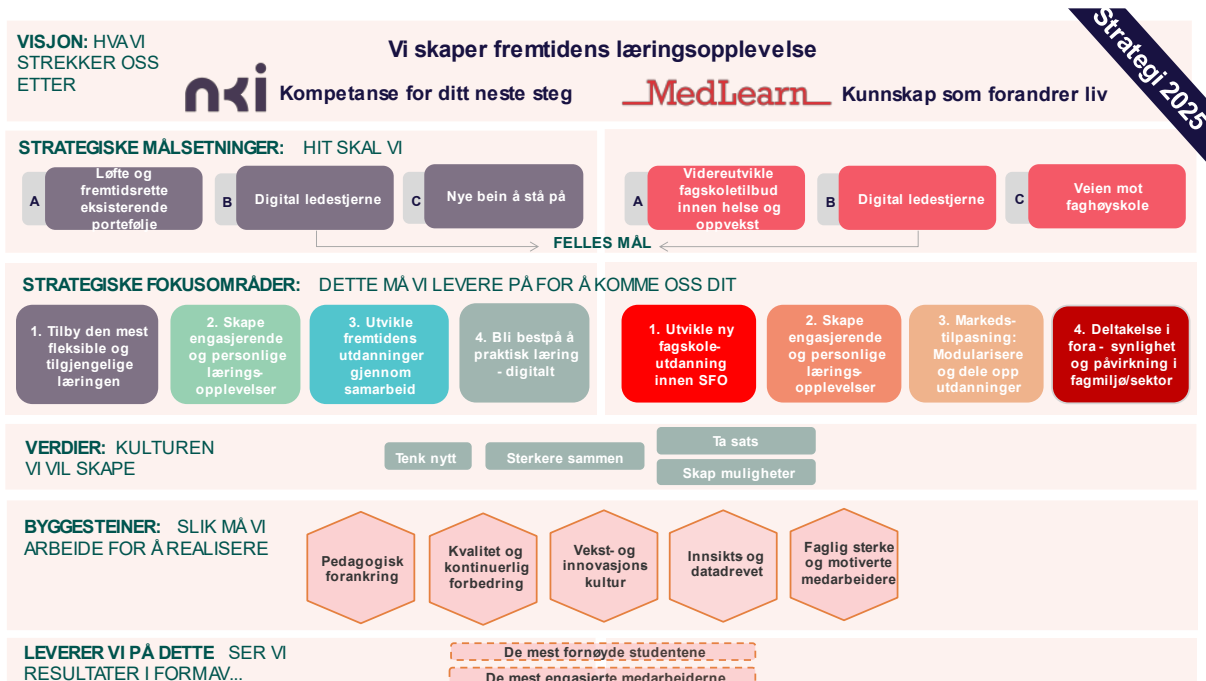 VISJON: HVA VI
STREKKER OSS
ETTER
Vi skaper fremtidens læringsopplevelse
nki Kompetanse for ditt neste steg
MedLearn Kunnskap som forandrer liv
Strategi 2025
STRATEGISKE MÅLSETNINGER: HIT SKAL VI
A
Løfte og
fremtidsrette
eksisterende
portefølje
B
Digital ledestjerne
C
Nye bein å stå på
A
Videreutvikle
fagskoletilbud
innen helse og
oppvekst
B
Digital ledestjerne
C
Veien mot
faghøyskole
FELLES MÅL
STRATEGISKE FOKUSOMRÅDER: DETTE MÅ VI LEVERE PÅ FOR Å KOMME OSS DIT
1. Tilby den mest
fleksible og
tilgjengelige
læringen
2. Skape
engasjerende
og personlige
lærings-
opplevelser
3. Utvikle
fremtidens
utdanninger
gjennom
samarbeid
4. Bli best på å
praktisk læring
- digitalt
1. Utvikle ny
fagskole-
utdanning
innen SFO
2. Skape
engasjerende
og personlige
lærings-
opplevelser
3. Markeds-
tilpasning:
Modularisere
og dele opp
utdanninger
4. Deltakelse i
fora - synlighet
og påvirkning i
fagmiljø/sektor
VERDIER: KULTUREN
VI VIL SKAPE
Tenk nytt
Sterkere sammen
Ta sats
Skap muligheter
BYGGESTEINER: SLIK MÅ VI
ARBEIDE FOR Å REALISERE
Pedagogisk
forankring
Kvalitet og
kontinuerlig
forbedring
Vekst- og
innovasjons
kultur
Innsikts og
datadrevet
Faglig sterke
og motiverte
medarbeidere
LEVERER VI PÅ DETTE SER VI
RESULTATER I FORM AV...
De mest fornøyde studentene
De mest engasjerte medarbeiderne